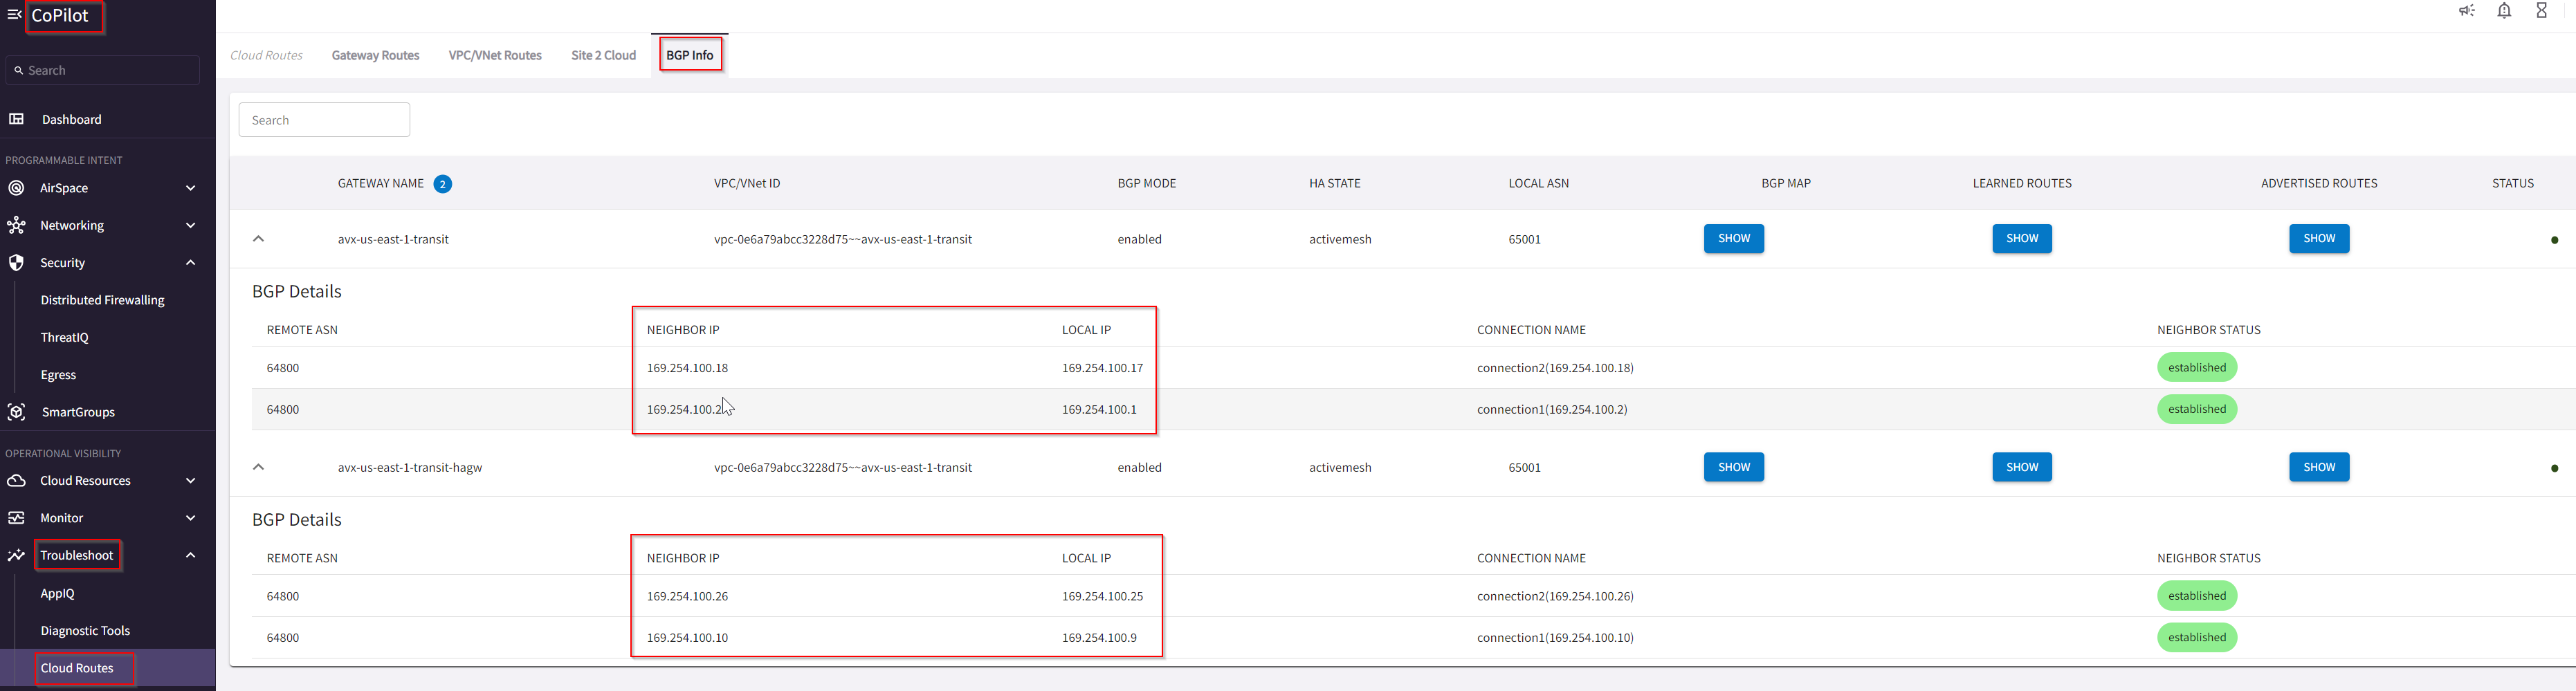 CoPilot
Search
Dashboard
PROGRAMMABLE INTENT
AirSpace
Networking
Security
Distributed Firewalling
ThreatIQ
Egress
SmartGroups
OPERATIONAL VISIBILITY
Cloud Resources
Monitor
Troubleshoot
AppIQ
Diagnostic Tools
Cloud Routes
Cloud Routes Gateway Routes VPC/VNet Routes Site 2 Cloud BGP Info
Search
GATEWAY NAME 2 VPC/VNet ID BGP MODE HA STATE LOCAL ASN BGP MAP LEARNED ROUTES ADVERTISED ROUTES STATUS
avx-us-east-1-transit vpc-0e6a79abcc3228d75~~avx-us-east-1-transit enabled activemesh 65001 SHOW SHOW SHOW
BGP Details
REMOTE ASN NEIGHBOR IP LOCAL IP CONNECTION NAME NEIGHBOR STATUS
64800 169.254.100.18 169.254.100.17 connection2(169.254.100.18) established
64800 169.254.100.2 169.254.100.1 connection1(169.254.100.2) established
avx-us-east-1-transit-hagw vpc-0e6a79abcc3228d75~~avx-us-east-1-transit enabled activemesh 65001 SHOW SHOW SHOW
BGP Details
REMOTE ASN NEIGHBOR IP LOCAL IP CONNECTION NAME NEIGHBOR STATUS
64800 169.254.100.26 169.254.100.25 connection2(169.254.100.26) established
64800 169.254.100.10 169.254.100.9 connection1(169.254.100.10) established